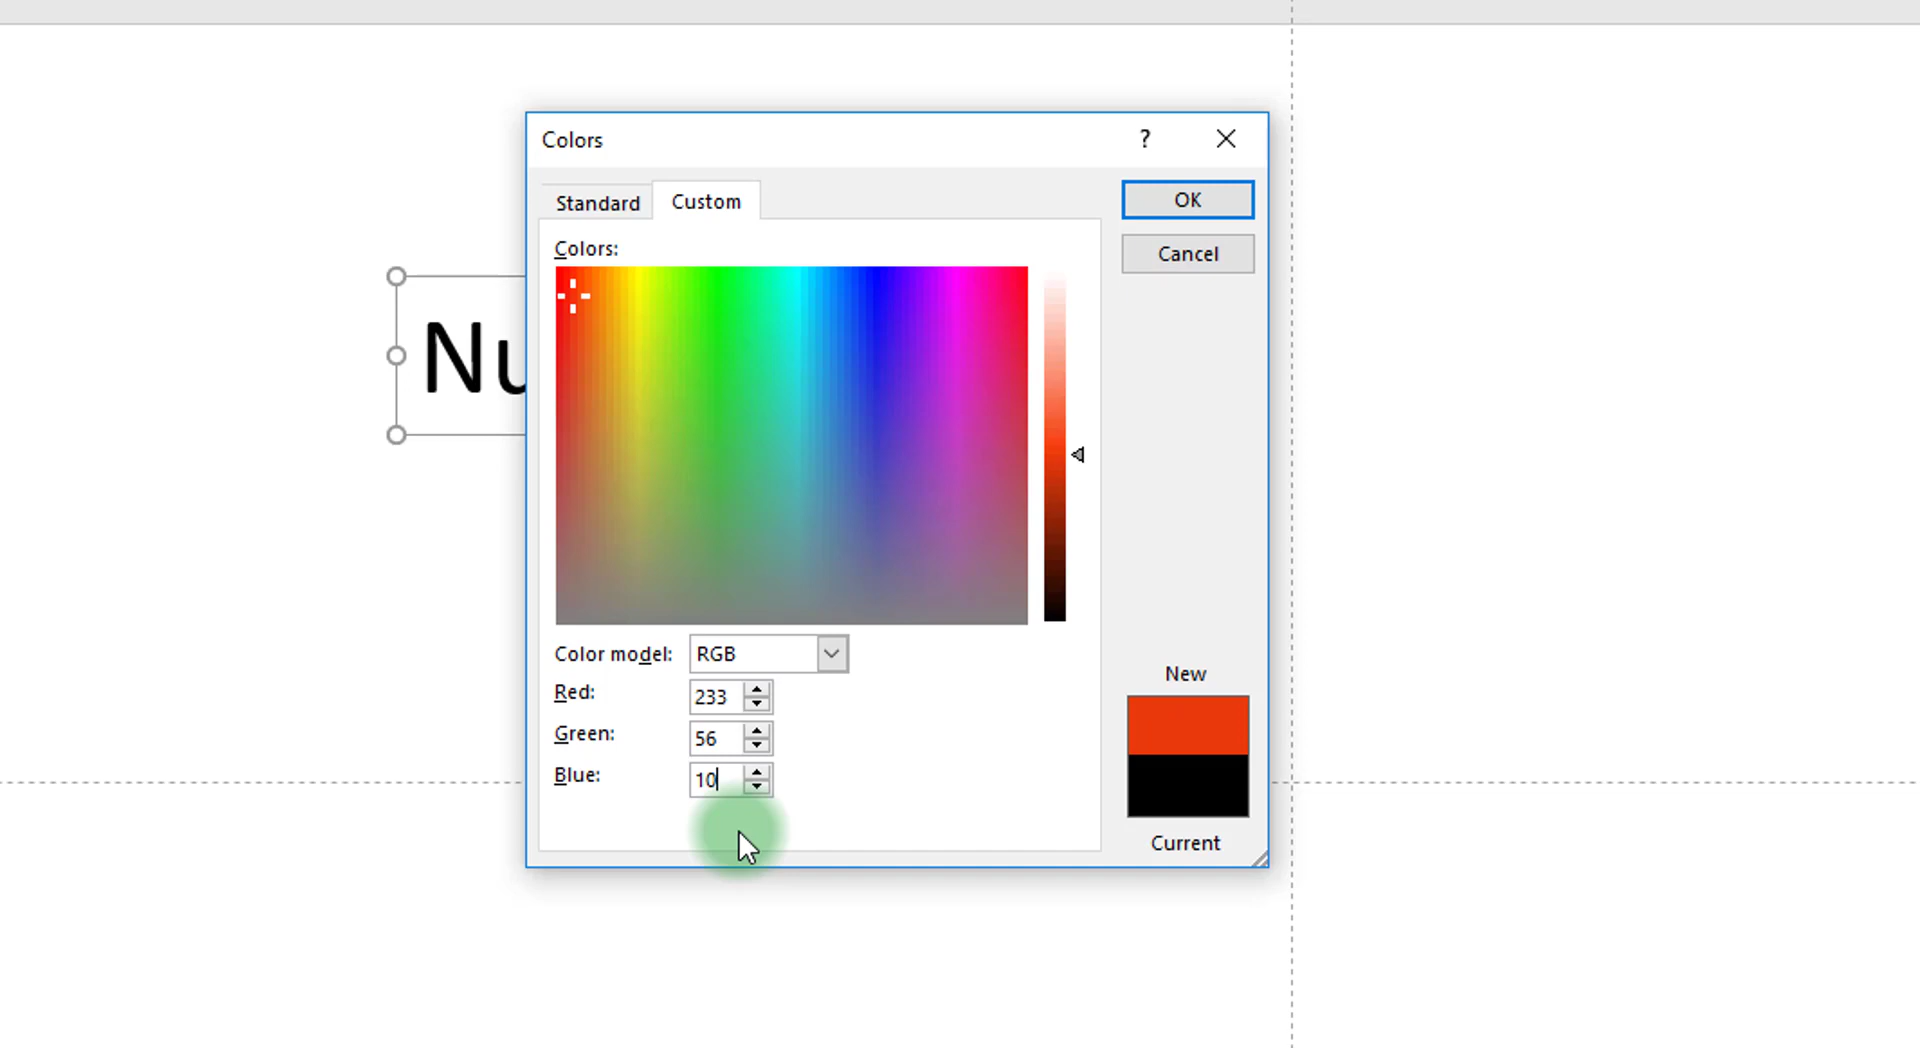 Colors
?
Standard
Custom
OK
Cancel
Colors:
Nu
Color model:
RGB
Red:
233
Green:
56
Blue:
10
New
Current